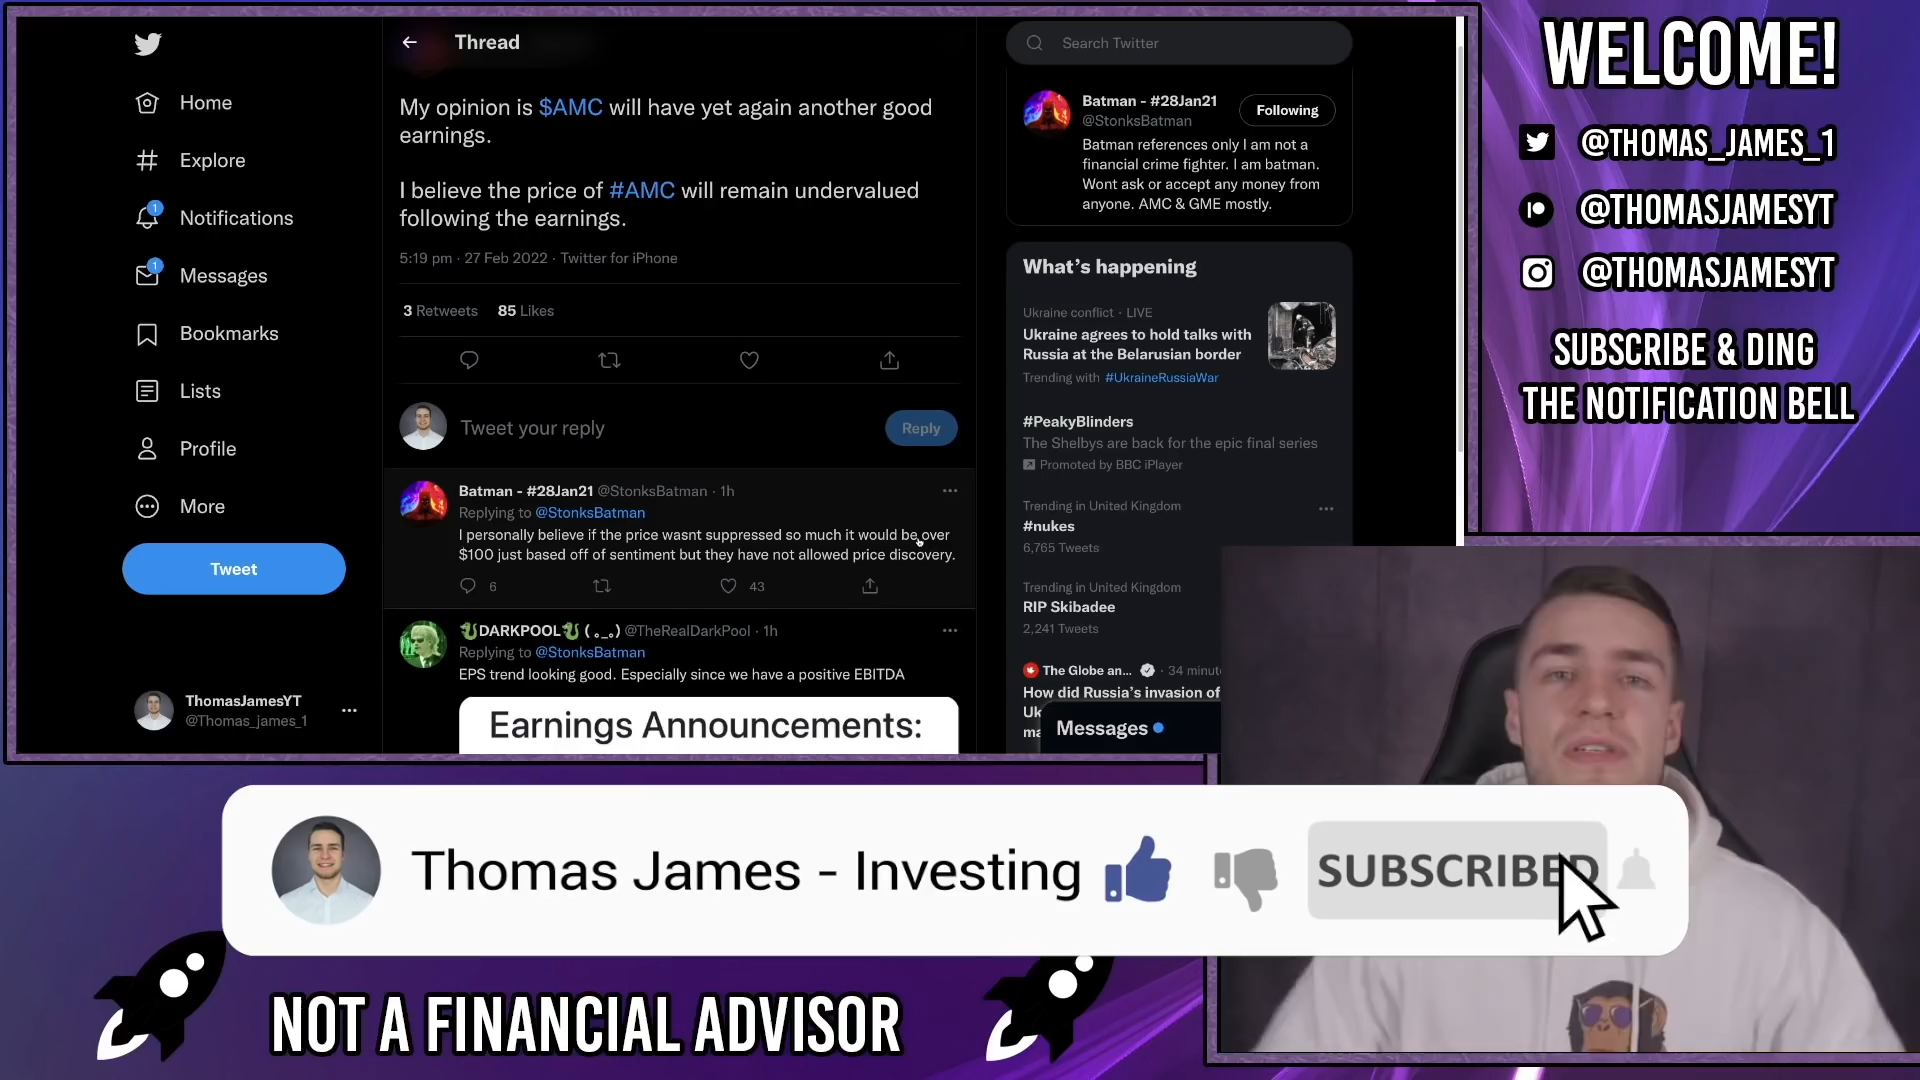 Home
Explore
Notifications
1
Messages
1
Bookmarks
Lists
Profile
More
Tweet
ThomasJamesYT
@Thomas_james_1
Thread
My opinion is $AMC will have yet again another good
earnings.
I believe the price of #AMC will remain undervalued
following the earnings.
5:19 pm · 27 Feb 2022 · Twitter for iPhone
3 Retweets 85 Likes
Tweet your reply
Reply
Batman - #28Jan21 @StonksBatman · 1h
Replying to @StonksBatman
I personally believe if the price wasnt suppressed so much it would be over
$100 just based off of sentiment but they have not allowed price discovery.
6
43
🐉DARKPOOL🐉 ( ｡_｡) @TheRealDarkPool · 1h
Replying to @StonksBatman
EPS trend looking good. Especially since we have a positive EBITDA
Earnings Announcements:
Search Twitter
Batman - #28Jan21
@StonksBatman
Following
Batman references only I am not a
financial crime fighter. I am batman.
Wont ask or accept any money from
anyone. AMC & GME mostly.
What's happening
Ukraine conflict · LIVE
Ukraine agrees to hold talks with
Russia at the Belarusian border
Trending with #UkraineRussiaWar
#PeakyBlinders
The Shelbys are back for the epic final series
Promoted by BBC iPlayer
Trending in United Kingdom
#nukes
6,765 Tweets
Trending in United Kingdom
RIP Skibadee
2,241 Tweets
The Globe an... · 34 minut
How did Russia's invasion of
Uk
ma
Messages
WELCOME!
@THOMAS_JAMES_1
@THOMASJAMESYT
@THOMASJAMESYT
SUBSCRIBE & DING
THE NOTIFICATION BELL
Thomas James - Investing
SUBSCRIBED
NOT A FINANCIAL ADVISOR